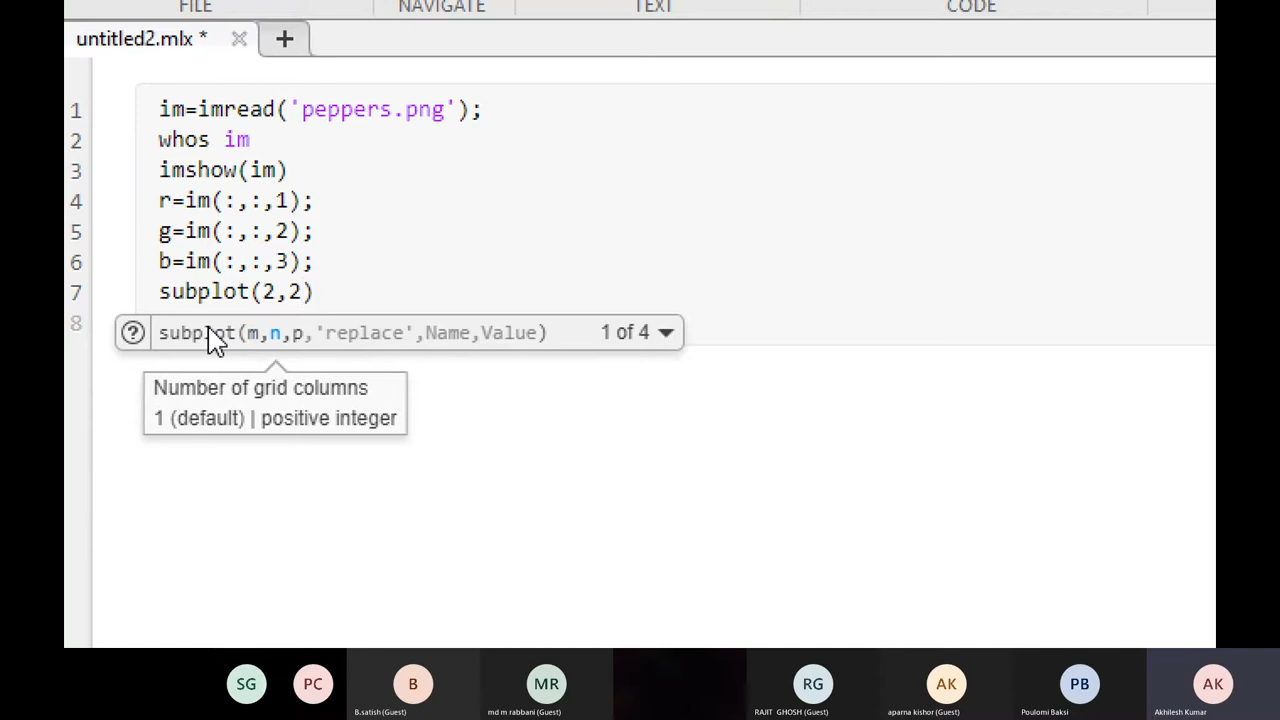 FILE NAVIGATE TEXT CODE
untitled2.mlx *
1 im=imread('peppers.png');
2 whos im
3 imshow(im)
4 r=im(:,:,1);
5 g=im(:,:,2);
6 b=im(:,:,3);
7 subplot(2,2)
8
subplot(m,n,p,'replace',Name,Value) 1 of 4
Number of grid columns
1 (default) | positive integer
SG PC B MR RG AK PB AK
B.satish (Guest) md m rabbani (Guest) RAJIT GHOSH (Guest) aparna kishor (Guest) Poulomi Baksi Akhilesh Kumar